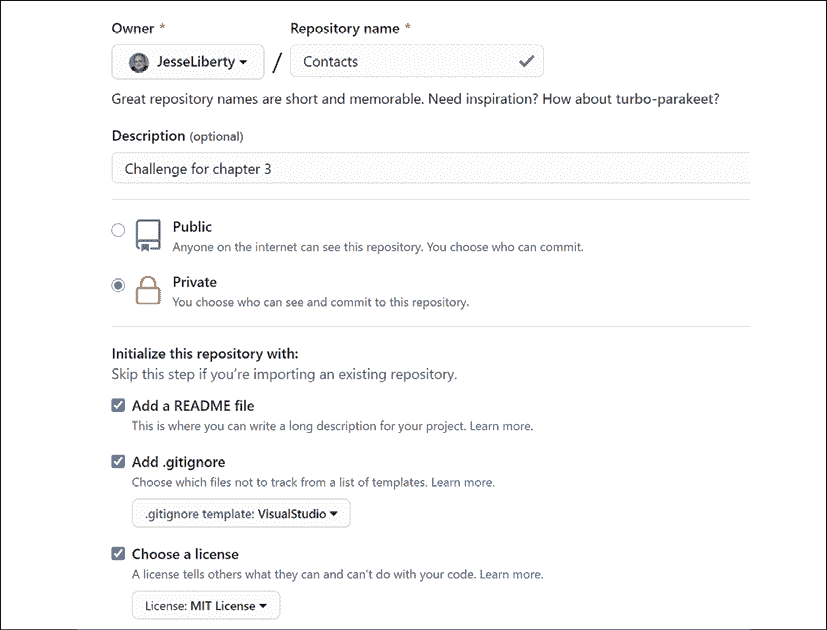 Owner * Repository name *
JesseLiberty / Contacts
Great repository names are short and memorable. Need inspiration? How about turbo-parakeet?
Description (optional)
Challenge for chapter 3
Public
Anyone on the internet can see this repository. You choose who can commit.
Private
You choose who can see and commit to this repository.
Initialize this repository with:
Skip this step if you're importing an existing repository.
Add a README file
This is where you can write a long description for your project. Learn more.
Add .gitignore
Choose which files not to track from a list of templates. Learn more.
.gitignore template: VisualStudio
Choose a license
A license tells others what they can and can't do with your code. Learn more.
License: MIT License